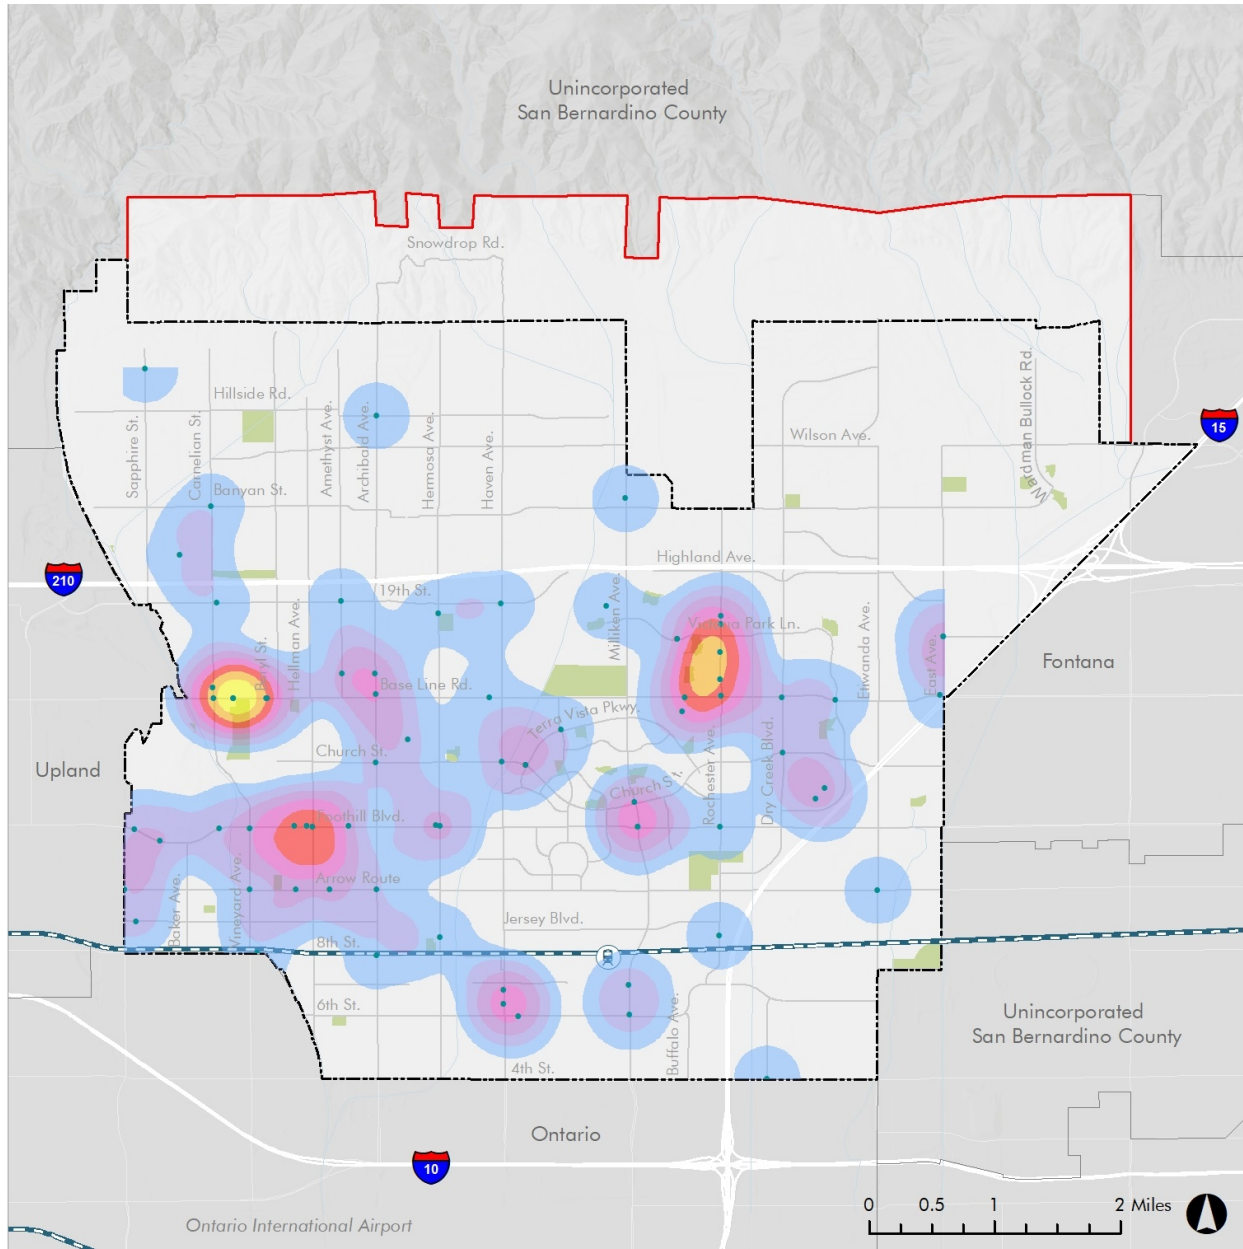 Unincorporated
San Bernardino County
Snowdrop Rd.
Hillside Rd.
Sapphire St.
Carnelian St.
Amethyst Ave.
Archibald Ave.
Hermosa Ave.
Haven Ave.
Wilson Ave.
Wardman Bullock Rd.
15
Banyan St.
Highland Ave.
210
19th St.
Milliken Ave.
Victoria Park Ln.
Etiwanda Ave.
East Ave.
Fontana
Beryl St.
Hellman Ave.
Base Line Rd.
Terra Vista Pkwy.
Upland
Church St.
Church St.
Rochester Ave.
Dry Creek Blvd.
Foothill Blvd.
Baker Ave.
Vineyard Ave.
Arrow Route
Jersey Blvd.
8th St.
6th St.
Buffalo Ave.
Unincorporated
San Bernardino County
4th St.
Ontario
10
Ontario International Airport
0 0.5 1 2 Miles